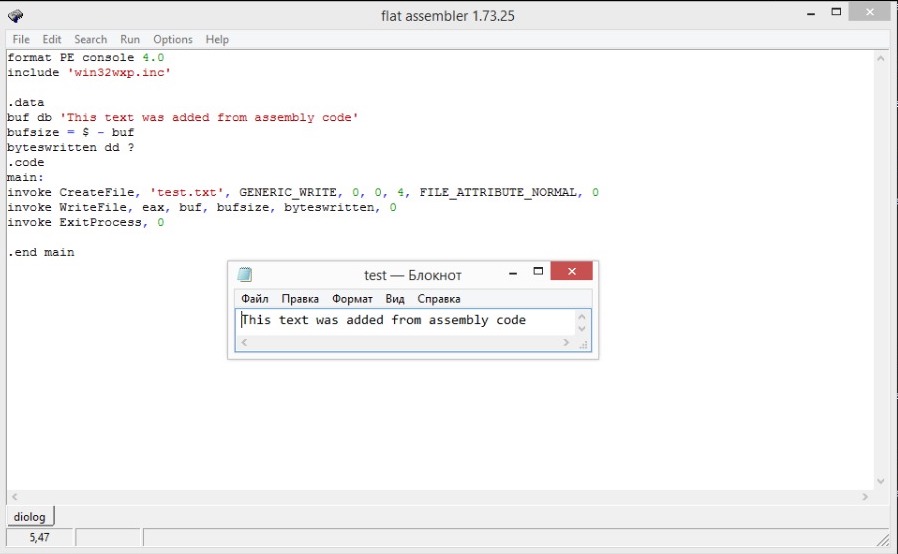 flat assembler 1.73.25
File Edit Search Run Options Help
format PE console 4.0
include 'win32wxp.inc'
.data
buf db 'This text was added from assembly code'
bufsize = $ - buf
byteswritten dd ?
.code
main:
invoke CreateFile, 'test.txt', GENERIC_WRITE, 0, 0, 4, FILE_ATTRIBUTE_NORMAL, 0
invoke WriteFile, eax, buf, bufsize, byteswritten, 0
invoke ExitProcess, 0
.end main
test — Блокнот
Файл Правка Формат Вид Справка
This text was added from assembly code
diolog
5,47